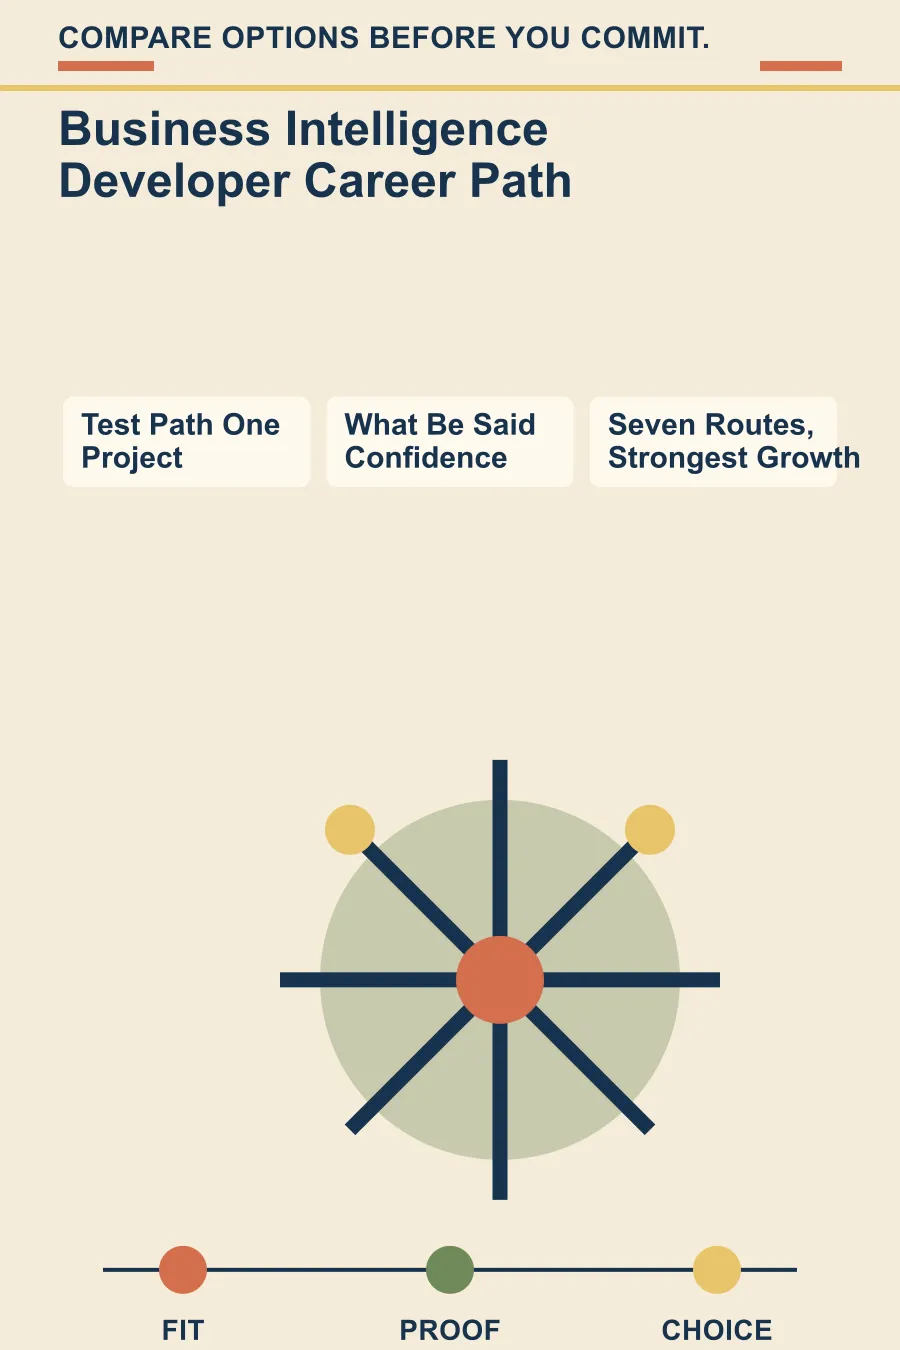 COMPARE OPTIONS BEFORE YOU COMMIT.
Business Intelligence
Developer Career Path
Test Path One
Project
What Be Said
Confidence
Seven Routes,
Strongest Growth
FIT
PROOF
CHOICE